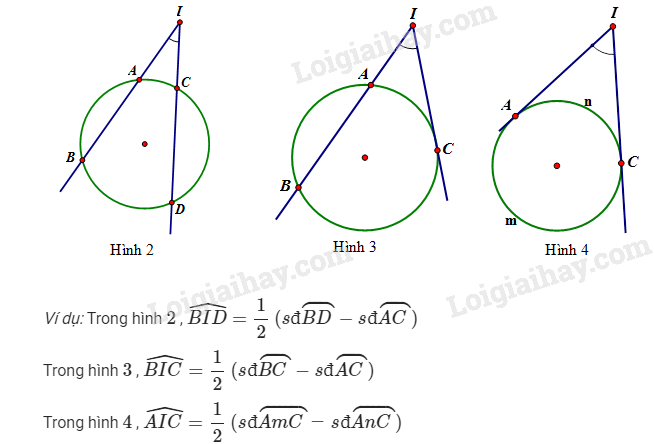 I I I
Loigiaihay.com
A C A C A n C
B D B m
Hình 2 Hình 3 Hình 4
Loigiaihay.com
Ví dụ: Trong hình 2 , \widehat{BID} = \frac{1}{2} (sđ\overparen{BD} − sđ\overparen{AC})
Trong hình 3 , \widehat{BIC} = \frac{1}{2} (sđ\overparen{BC} − sđ\overparen{AC})
Trong hình 4 , \widehat{AIC} = \frac{1}{2} (sđ\overparen{AmC} − sđ\overparen{AnC})